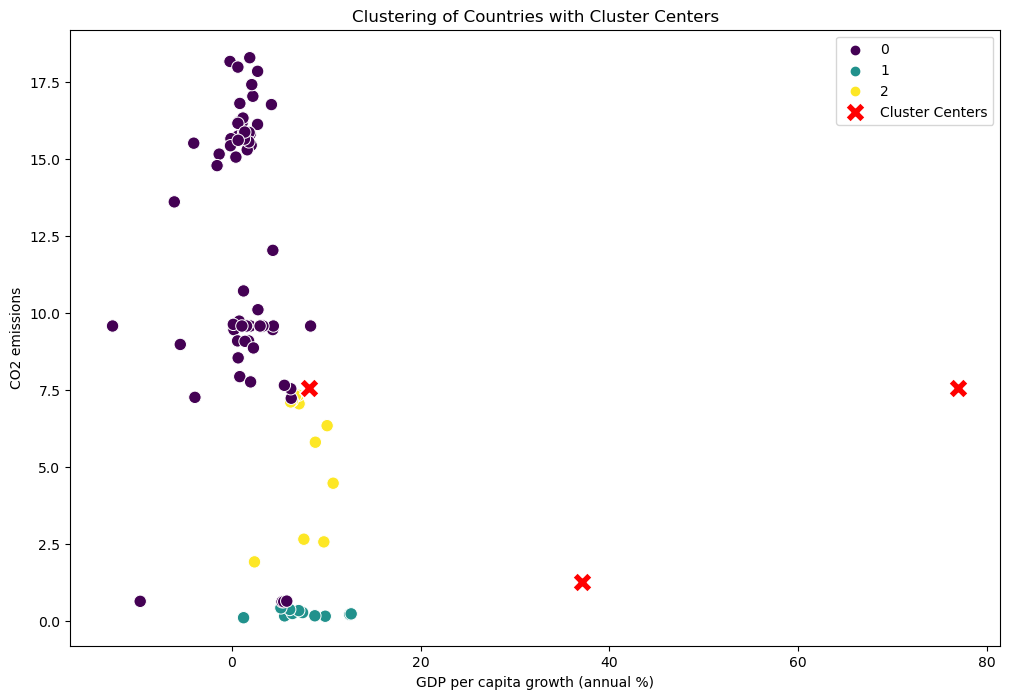 Clustering of Countries with Cluster Centers
0
1
2
Cluster Centers
CO2 emissions
17.5
15.0
12.5
10.0
7.5
5.0
2.5
0.0
0 20 40 60 80
GDP per capita growth (annual %)